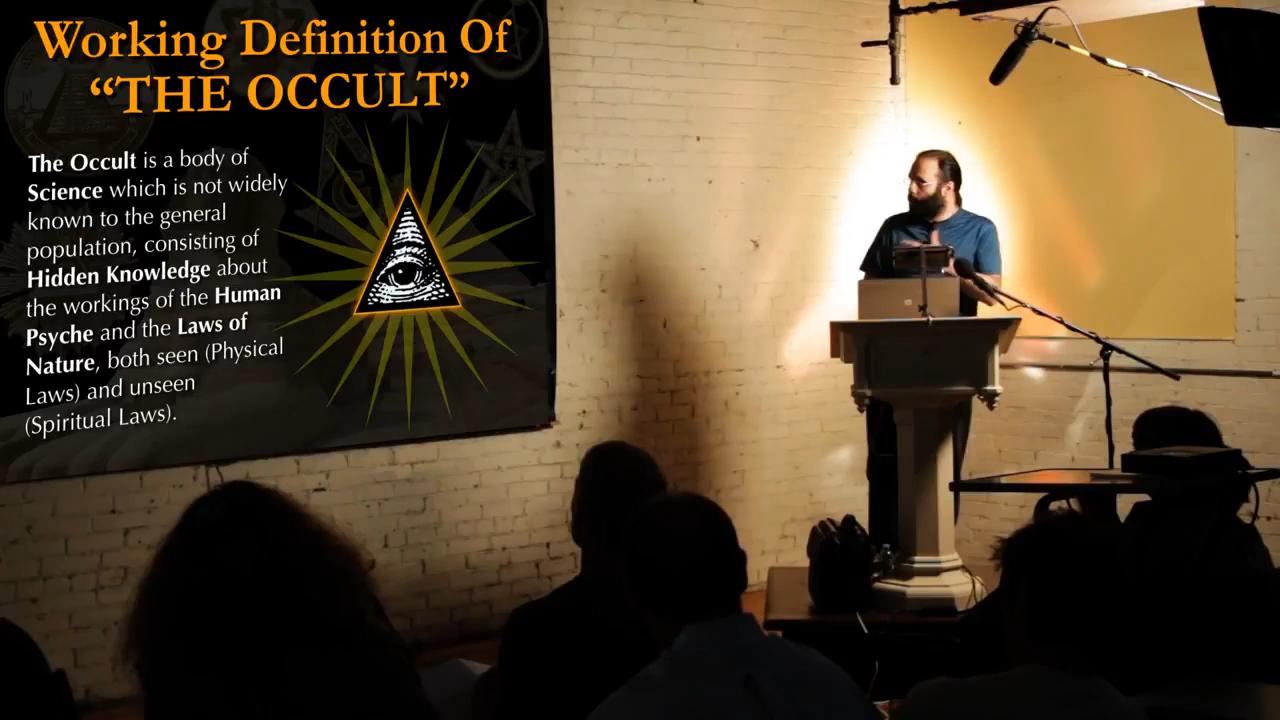 Working Definition Of
“THE OCCULT”
The Occult is a body of
Science which is not widely
known to the general
population, consisting of
Hidden Knowledge about
the workings of the Human
Psyche and the Laws of
Nature, both seen (Physical
Laws) and unseen
(Spiritual Laws).